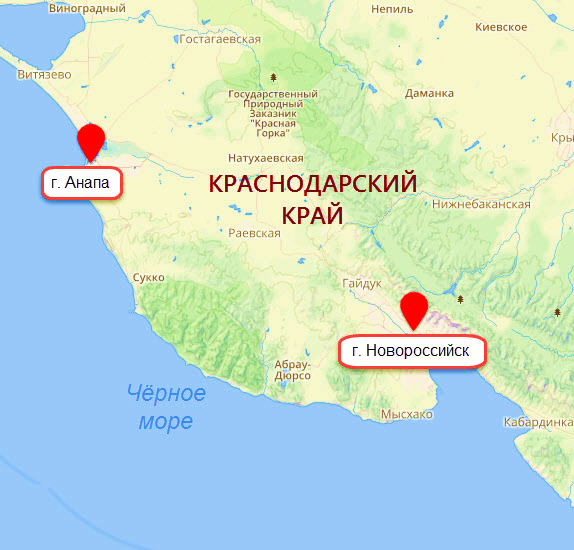 Виноградный
Непиль
Киевское
Гостагаевская
Витязево
Государственный
Природный
Заказник
"Красная
Горка"
Даманка
Кры
Натухаевская
г. Анапа
КРАСНОДАРСКИЙ
КРАЙ
Нижнебаканская
Раевская
Сукко
Гайдук
г. Новороссийск
Абрау-
Дюрсо
Чёрное
море
Мысхако
Кабардинка